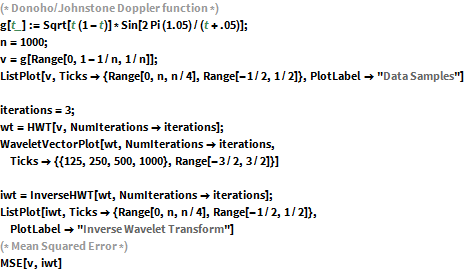 (* Donoho/Johnstone Doppler function *)
g[t_] := Sqrt[t (1 - t)] * Sin[2 Pi (1.05) / (t + .05)];
n = 1000;
v = g[Range[0, 1 - 1/n, 1/n]];
ListPlot[v, Ticks → {Range[0, n, n/4], Range[-1/2, 1/2]}, PlotLabel → "Data Samples"]
iterations = 3;
wt = HWT[v, NumIterations → iterations];
WaveletVectorPlot[wt, NumIterations → iterations,
Ticks → {{125, 250, 500, 1000}, Range[-3/2, 3/2]}]
iwt = InverseHWT[wt, NumIterations → iterations];
ListPlot[iwt, Ticks → {Range[0, n, n/4], Range[-1/2, 1/2]},
PlotLabel → "Inverse Wavelet Transform"]
(* Mean Squared Error *)
MSE[v, iwt]